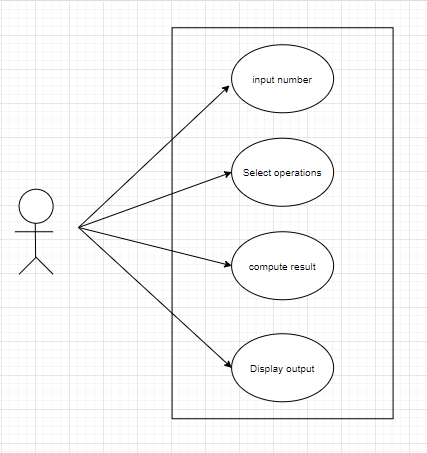 input number
Select operations
compute result
Display output